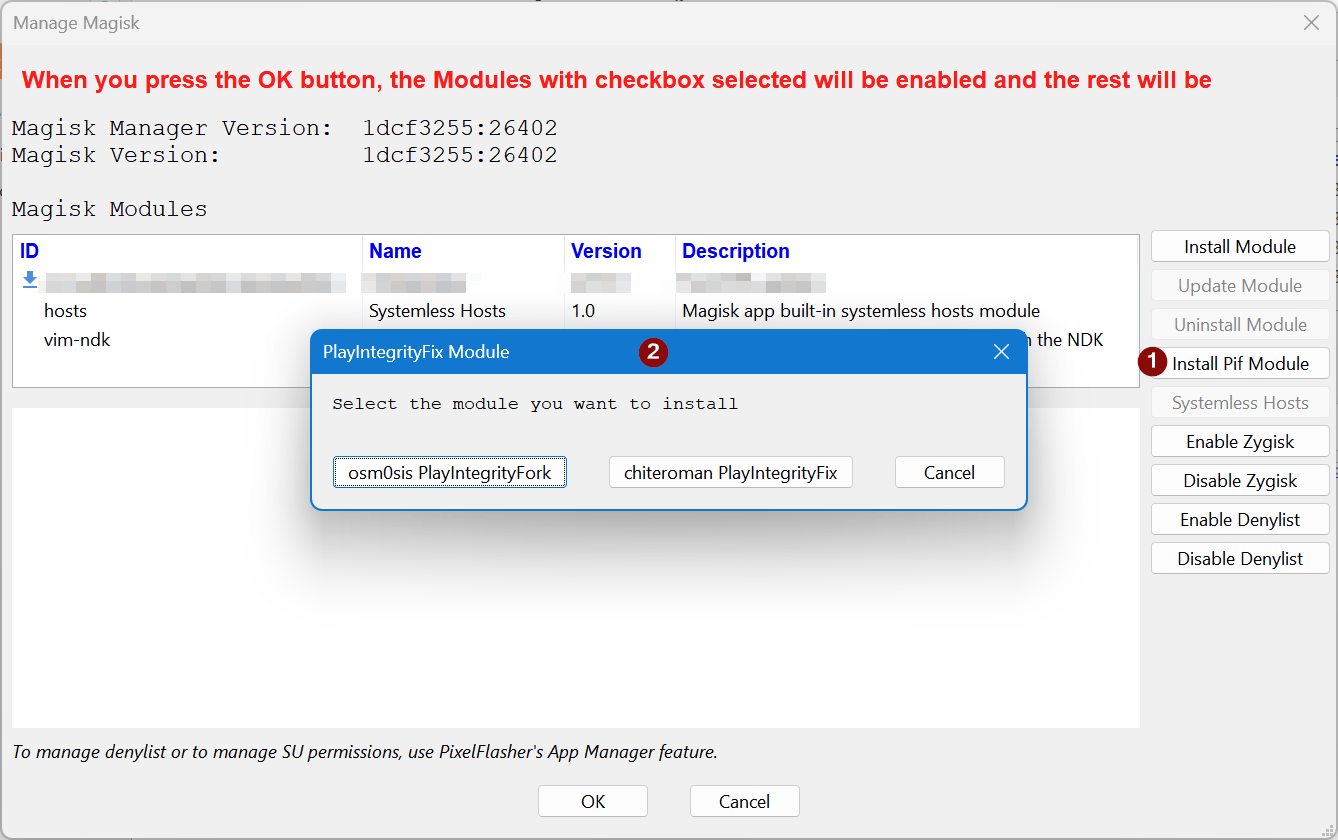 Manage Magisk
When you press the OK button, the Modules with checkbox selected will be enabled and the rest will be
Magisk Manager Version: 1dcf3255:26402
Magisk Version: 1dcf3255:26402
Magisk Modules
ID Name Version Description
hosts Systemless Hosts 1.0 Magisk app built-in systemless hosts module
vim-ndk the NDK
Install Module
Update Module
Uninstall Module
1 Install Pif Module
Systemless Hosts
Enable Zygisk
Disable Zygisk
Enable Denylist
Disable Denylist
PlayIntegrityFix Module 2
Select the module you want to install
osm0sis PlayIntegrityFork chiteroman PlayIntegrityFix Cancel
To manage denylist or to manage SU permissions, use PixelFlasher's App Manager feature.
OK Cancel